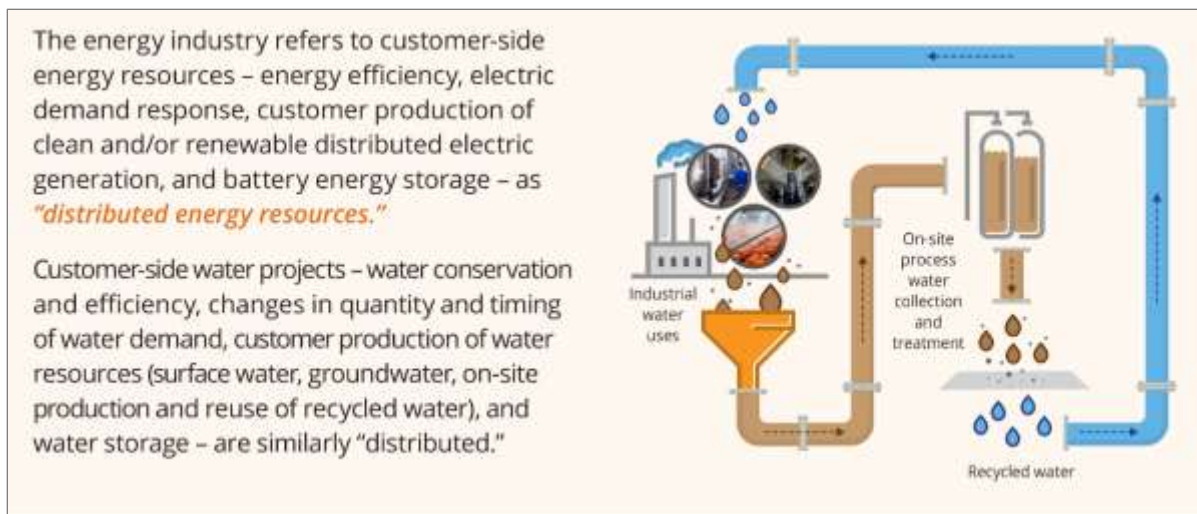 The energy industry refers to customer-side
energy resources – energy efficiency, electric
demand response, customer production of
clean and/or renewable distributed electric
generation, and battery energy storage – as
“distributed energy resources.”
Customer-side water projects – water conservation
and efficiency, changes in quantity and timing
of water demand, customer production of water
resources (surface water, groundwater, on-site
production and reuse of recycled water), and
water storage – are similarly “distributed.”
Industrial
water
uses
On-site
process
water
collection
and
treatment
Recycled water